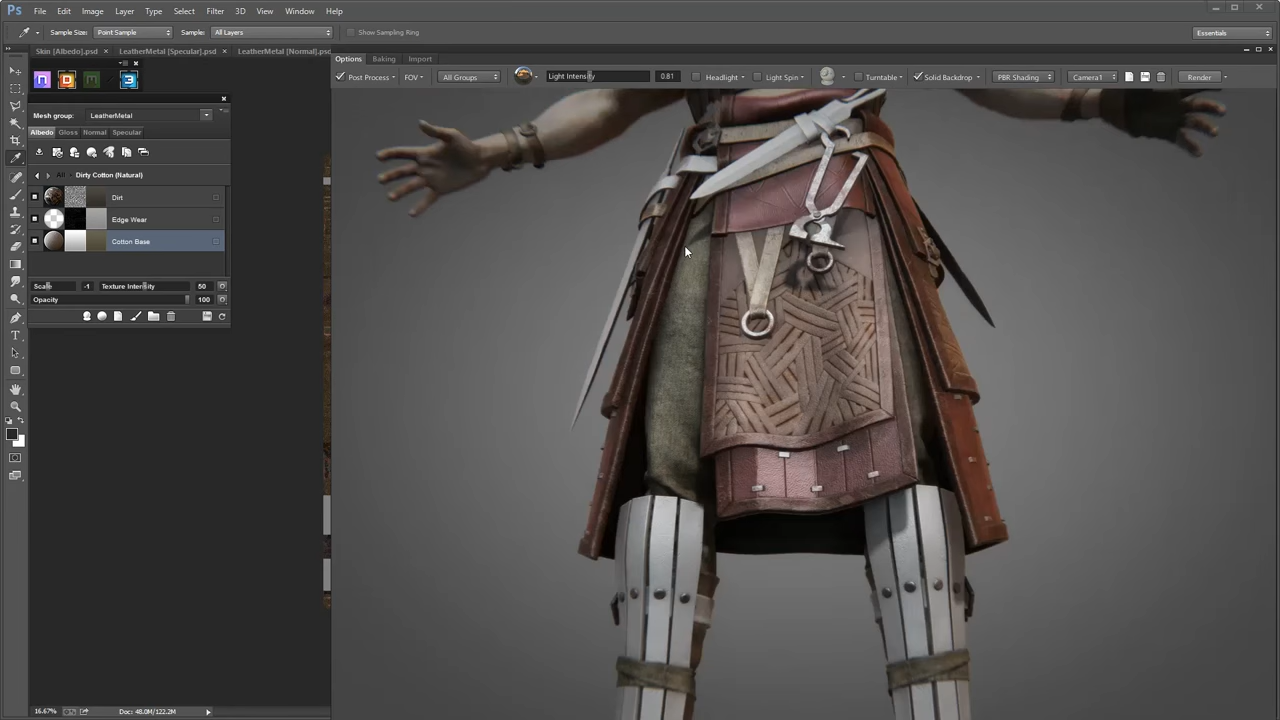 Ps File Edit Image Layer Type Select Filter 3D View Window Help
Sample Size: Point Sample Sample: All Layers Show Sampling Ring Essentials
Skin [Albedo].psd × LeatherMetal [Specular].psd × LeatherMetal [Normal].psd
Options Baking Import
Post Process FOV All Groups Light Intensity 0.81 Headlight Light Spin Turntable Solid Backdrop PBR Shading Camera1 Render
Mesh group: LeatherMetal
Albedo Gloss Normal Specular
All Dirty Cotton (Natural)
Dirt
Edge Wear
Cotton Base
Scale -1 Texture Intensity 50
Opacity 100
16.67% Doc: 48.0M/122.2M